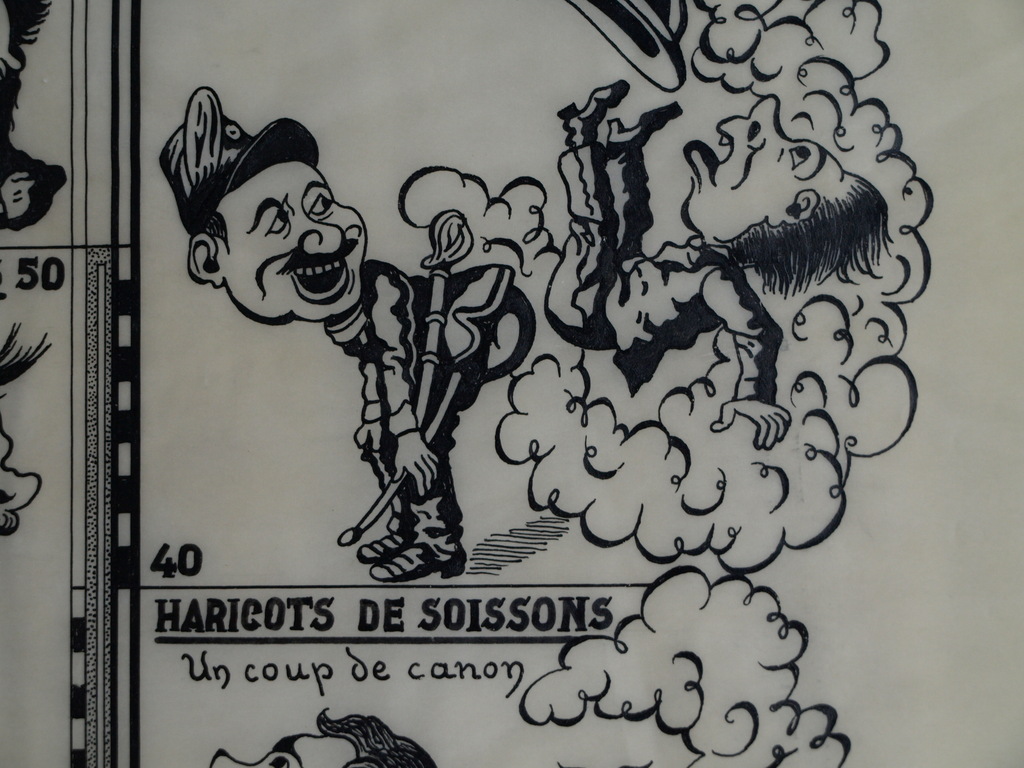 50
40
HARICOTS DE SOISSONS
Un coup de canon